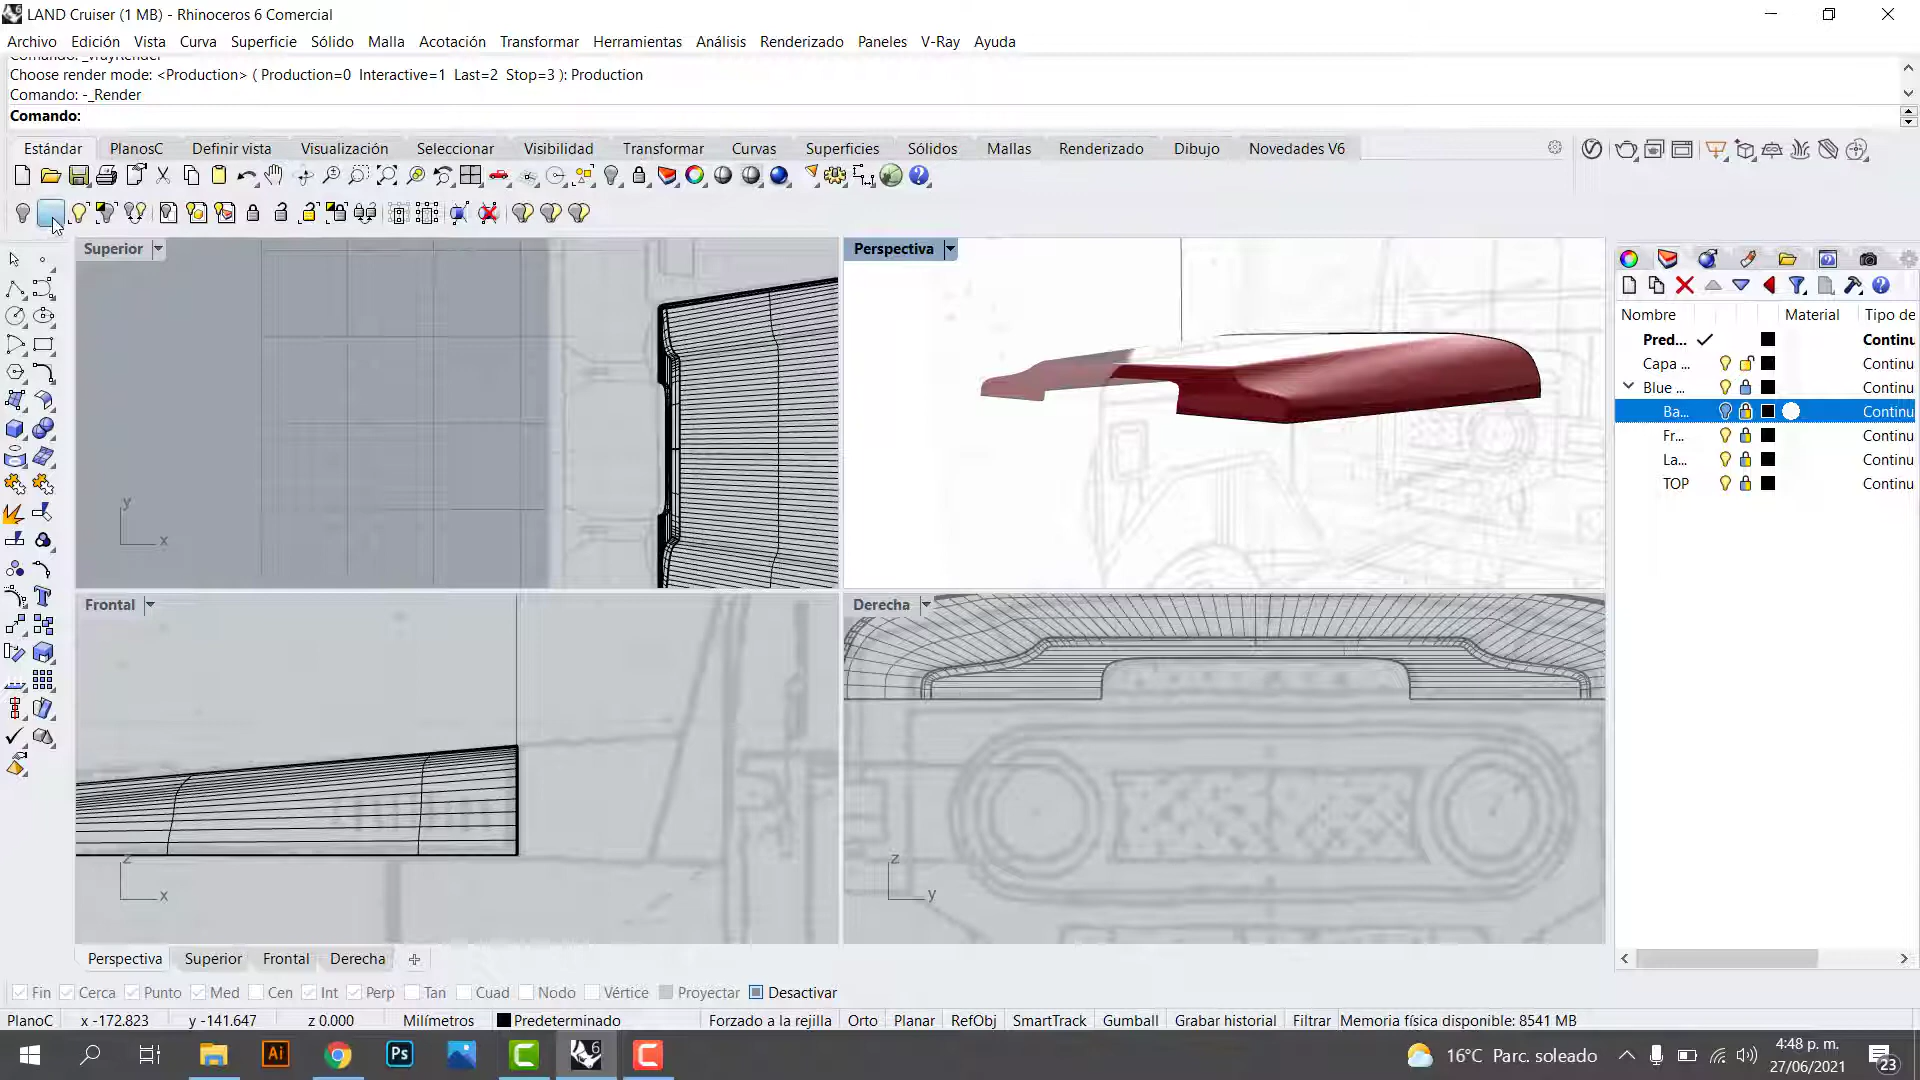 LAND Cruiser (1 MB) - Rhinoceros 6 Comercial
Archivo Edición Vista Curva Superficie Sólido Malla Acotación Transformar Herramientas Análisis Renderizado Paneles V-Ray Ayuda
Choose render mode: <Production> ( Production=0 Interactive=1 Last=2 Stop=3 ): Production
Comando: -_Render
Comando:
Estándar PlanosC Definir vista Visualización Seleccionar Visibilidad Transformar Curvas Superficies Sólidos Mallas Renderizado Dibujo Novedades V6
Superior
Perspectiva
Nombre Material Tipo de
Pred... Continu
Capa ... Continu
Blue ... Continu
Ba... Continu
Fr... Continu
La... Continu
TOP Continu
y
x
Frontal
Derecha
z
x
z
y
Perspectiva Superior Frontal Derecha
Fin Cerca Punto Med Cen Int Perp Tan Cuad Nodo Vértice Proyectar Desactivar
PlanoC x -172.823 y -141.647 z 0.000 Milímetros Predeterminado Forzado a la rejilla Orto Planar RefObj SmartTrack Gumball Grabar historial Filtrar Memoria física disponible: 8541 MB
Ai Ps 6 16°C Parc. soleado 4:48 p. m.
27/06/2021
23